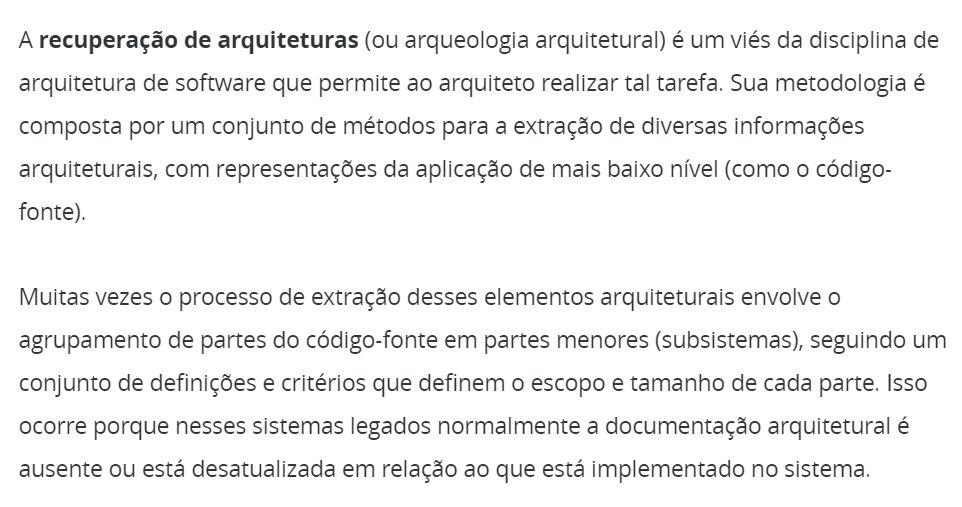 A recuperação de arquiteturas (ou arqueologia arquitetural) é um viés da disciplina de
arquitetura de software que permite ao arquiteto realizar tal tarefa. Sua metodologia é
composta por um conjunto de métodos para a extração de diversas informações
arquiteturais, com representações da aplicação de mais baixo nível (como o código-
fonte).
Muitas vezes o processo de extração desses elementos arquiteturais envolve o
agrupamento de partes do código-fonte em partes menores (subsistemas), seguindo um
conjunto de definições e critérios que definem o escopo e tamanho de cada parte. Isso
ocorre porque nesses sistemas legados normalmente a documentação arquitetural é
ausente ou está desatualizada em relação ao que está implementado no sistema.